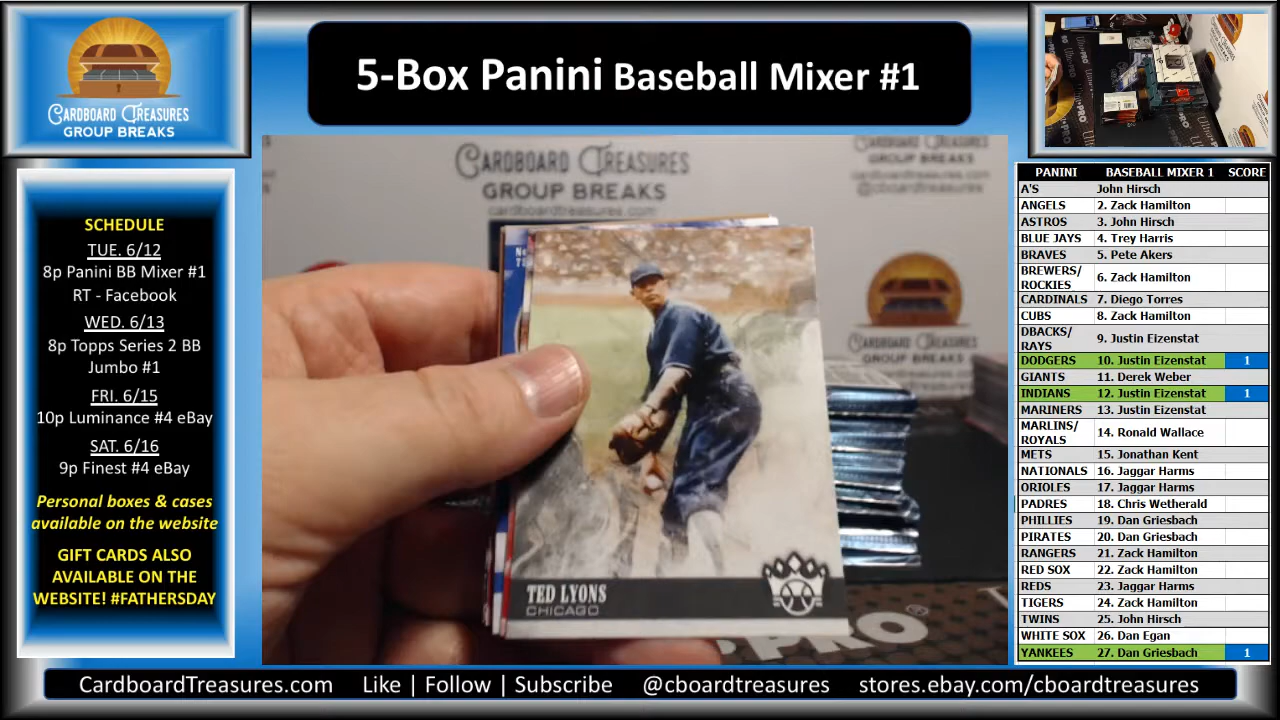 CARDBOARD TREASURES
GROUP BREAKS
5-Box Panini Baseball Mixer #1
SCHEDULE
TUE. 6/12
8p Panini BB Mixer #1
RT - Facebook
WED. 6/13
8p Topps Series 2 BB
Jumbo #1
FRI. 6/15
10p Luminance #4 eBay
SAT. 6/16
9p Finest #4 eBay
Personal boxes & cases
available on the website
GIFT CARDS ALSO
AVAILABLE ON THE
WEBSITE! #FATHERSDAY
CARDBOARD TREASURES
GROUP BREAKS
cardboardtreasures.com
GROUP BREAKS
@cboardtreasures
CARDBOARD TREASURES
GROUP BREAKS
TED LYONS
CHICAGO
PRO
PANINI BASEBALL MIXER 1 SCORE
A'S John Hirsch
ANGELS 2. Zack Hamilton
ASTROS 3. John Hirsch
BLUE JAYS 4. Trey Harris
BRAVES 5. Pete Akers
BREWERS/
ROCKIES 6. Zack Hamilton
CARDINALS 7. Diego Torres
CUBS 8. Zack Hamilton
DBACKS/
RAYS 9. Justin Eizenstat
DODGERS 10. Justin Eizenstat 1
GIANTS 11. Derek Weber
INDIANS 12. Justin Eizenstat 1
MARINERS 13. Justin Eizenstat
MARLINS/
ROYALS 14. Ronald Wallace
METS 15. Jonathan Kent
NATIONALS 16. Jaggar Harms
ORIOLES 17. Jaggar Harms
PADRES 18. Chris Wetherald
PHILLIES 19. Dan Griesbach
PIRATES 20. Dan Griesbach
RANGERS 21. Zack Hamilton
RED SOX 22. Zack Hamilton
REDS 23. Jaggar Harms
TIGERS 24. Zack Hamilton
TWINS 25. John Hirsch
WHITE SOX 26. Dan Egan
YANKEES 27. Dan Griesbach 1
CardboardTreasures.com Like | Follow | Subscribe @cboardtreasures stores.ebay.com/cboardtreasures